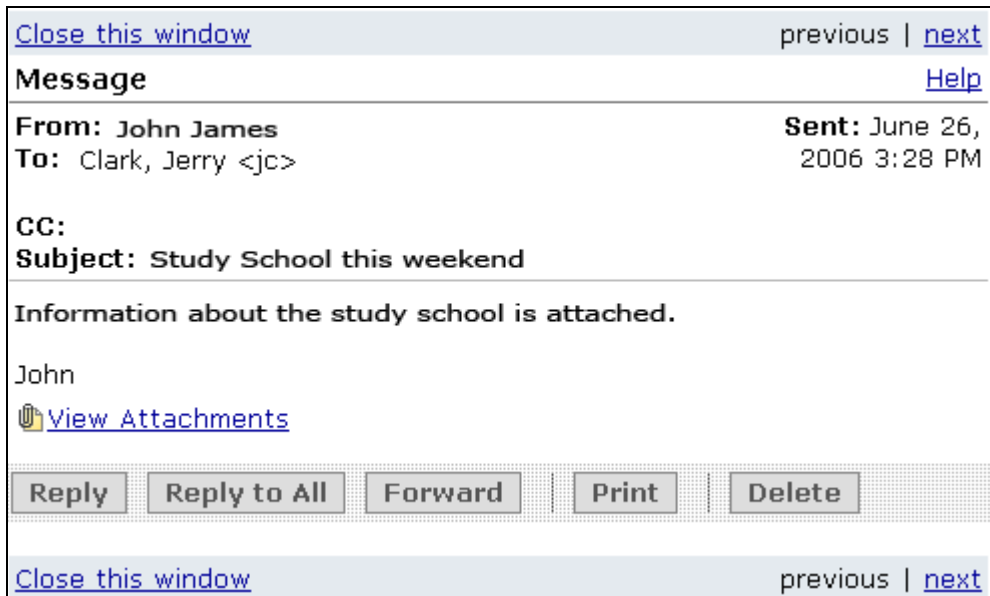 Close this window previous | next
Message Help
From: John James Sent: June 26,
To: Clark, Jerry <jc> 2006 3:28 PM
CC:
Subject: Study School this weekend
Information about the study school is attached.
John
View Attachments
Reply Reply to All Forward Print Delete
Close this window previous | next